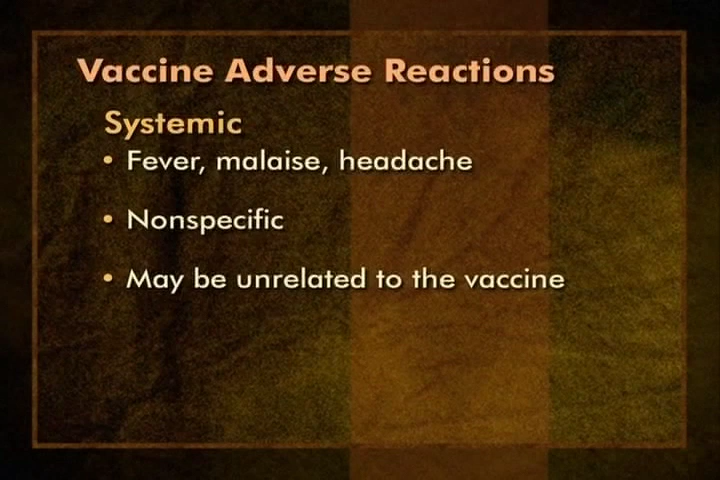 Vaccine Adverse Reactions
Systemic
• Fever, malaise, headache
• Nonspecific
• May be unrelated to the vaccine